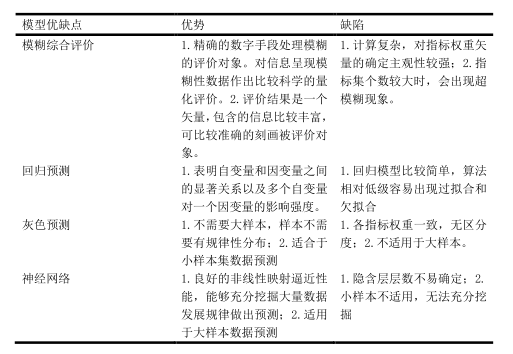 模型优缺点 优势 缺陷
模糊综合评价 1.精确的数字手段处理模糊 1.计算复杂，对指标权重矢
的评价对象。对信息呈现模 量的确定主观性较强；2.指
糊性数据作出比较科学的量 标集个数较大时，会出现超
化评价。2.评价结果是一个 模糊现象。
矢量，包含的信息比较丰富，
可比较准确的刻画被评价对
象。
回归预测 1.表明自变量和因变量之间 1.回归模型比较简单，算法
的显著关系以及多个自变量 相对低级容易出现过拟合和
对一个因变量的影响强度。 欠拟合
灰色预测 1.不需要大样本，样本不需 1.各指标权重一致，无区分
要有规律性分布；2.适合于 度；2.不适用于大样本。
小样本集数据预测
神经网络 1.良好的非线性映射逼近性 1.隐含层层数不易确定；2.
能，能够充分挖掘大量数据 小样本不适用，无法充分挖
发展规律做出预测；2.适用 掘
于大样本数据预测